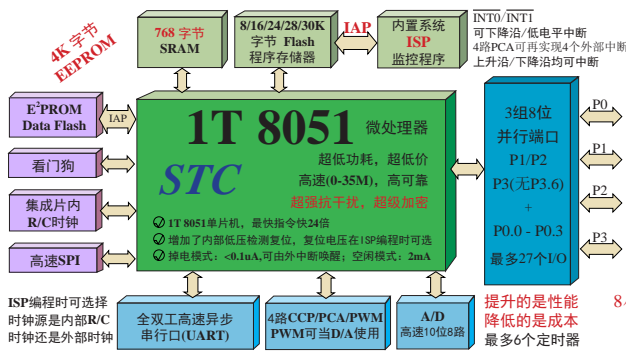 4K 字节
EEPROM
768 字节
SRAM
8/16/24/28/30K
字节 Flash
程序存储器
IAP
内置系统
ISP
监控程序
INT0/INT1
可下降沿/低电平中断
4路PCA可再实现4个外部中断
上升沿/下降沿均可中断
E²PROM
Data Flash
IAP
看门狗
集成片内
R/C时钟
高速SPI
1T 8051 微处理器
STC
超低功耗，超低价
高速(0-35M)，高可靠
超强抗干扰，超级加密
1T 8051单片机，最快指令快24倍
增加了内部低压检测复位，复位电压在ISP编程时可选
掉电模式：<0.1uA,可由外中断唤醒；空闲模式：2mA
3组8位
并行端口
P1/P2
P3(无P3.6)
+
P0.0 - P0.3
最多27个I/O
P0
P1
P2
P3
ISP编程时可选择
时钟源是内部R/C
时钟还是外部时钟
全双工高速异步
串行口(UART)
4路CCP/PCA/PWM
PWM可当D/A使用
A/D
高速10位8路
提升的是性能
降低的是成本
最多6个定时器
8